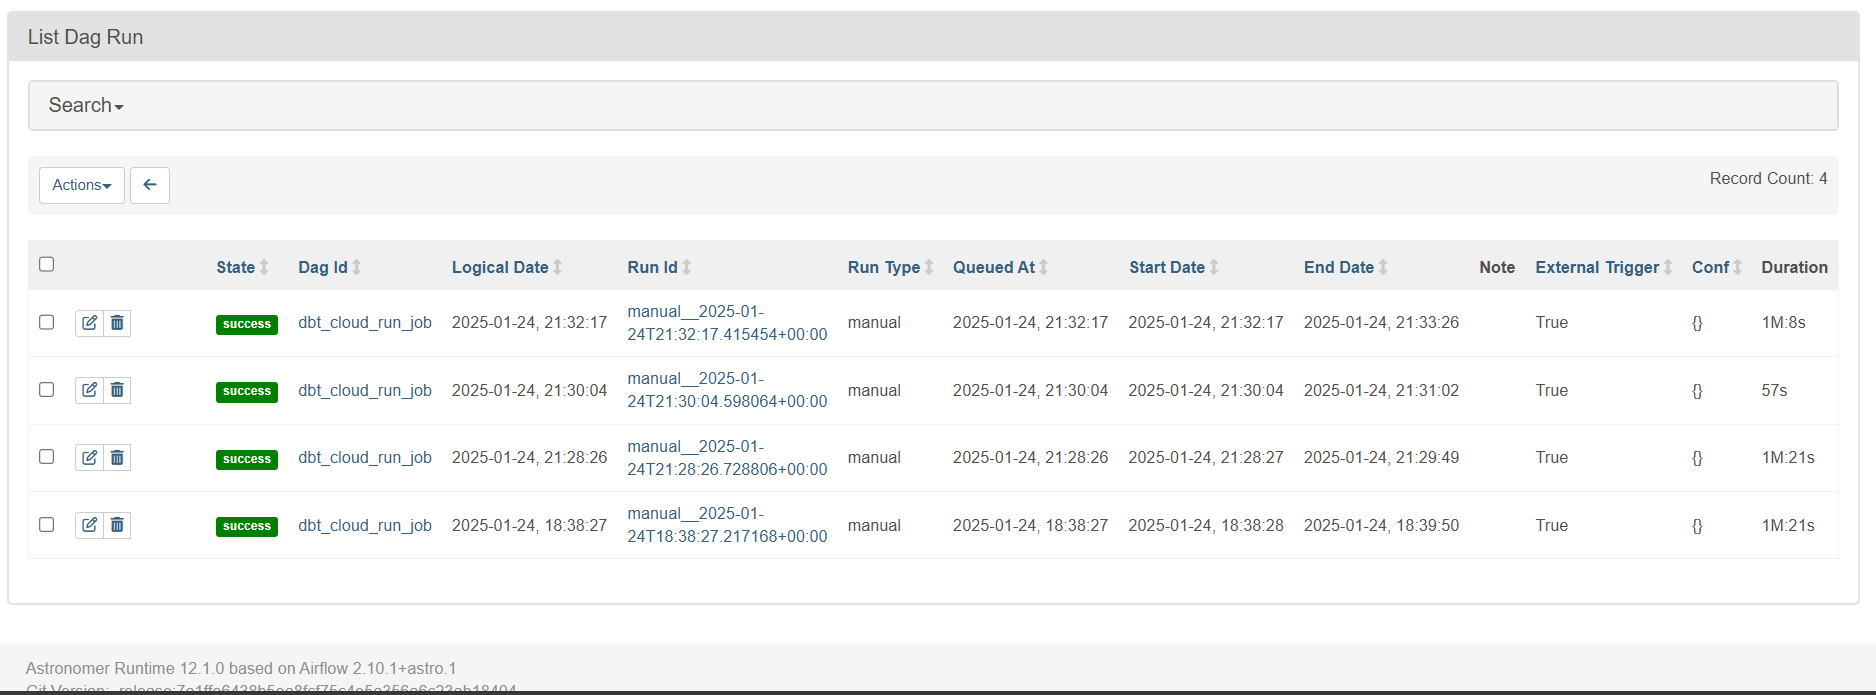 List Dag Run
Search
Actions
Record Count: 4
State Dag Id Logical Date Run Id Run Type Queued At Start Date End Date Note External Trigger Conf Duration
success dbt_cloud_run_job 2025-01-24, 21:32:17 manual__2025-01-24T21:32:17.415454+00:00 manual 2025-01-24, 21:32:17 2025-01-24, 21:32:17 2025-01-24, 21:33:26 True {} 1M:8s
success dbt_cloud_run_job 2025-01-24, 21:30:04 manual__2025-01-24T21:30:04.598064+00:00 manual 2025-01-24, 21:30:04 2025-01-24, 21:30:04 2025-01-24, 21:31:02 True {} 57s
success dbt_cloud_run_job 2025-01-24, 21:28:26 manual__2025-01-24T21:28:26.728806+00:00 manual 2025-01-24, 21:28:26 2025-01-24, 21:28:27 2025-01-24, 21:29:49 True {} 1M:21s
success dbt_cloud_run_job 2025-01-24, 18:38:27 manual__2025-01-24T18:38:27.217168+00:00 manual 2025-01-24, 18:38:27 2025-01-24, 18:38:28 2025-01-24, 18:39:50 True {} 1M:21s
Astronomer Runtime 12.1.0 based on Airflow 2.10.1+astro.1
Git Version: